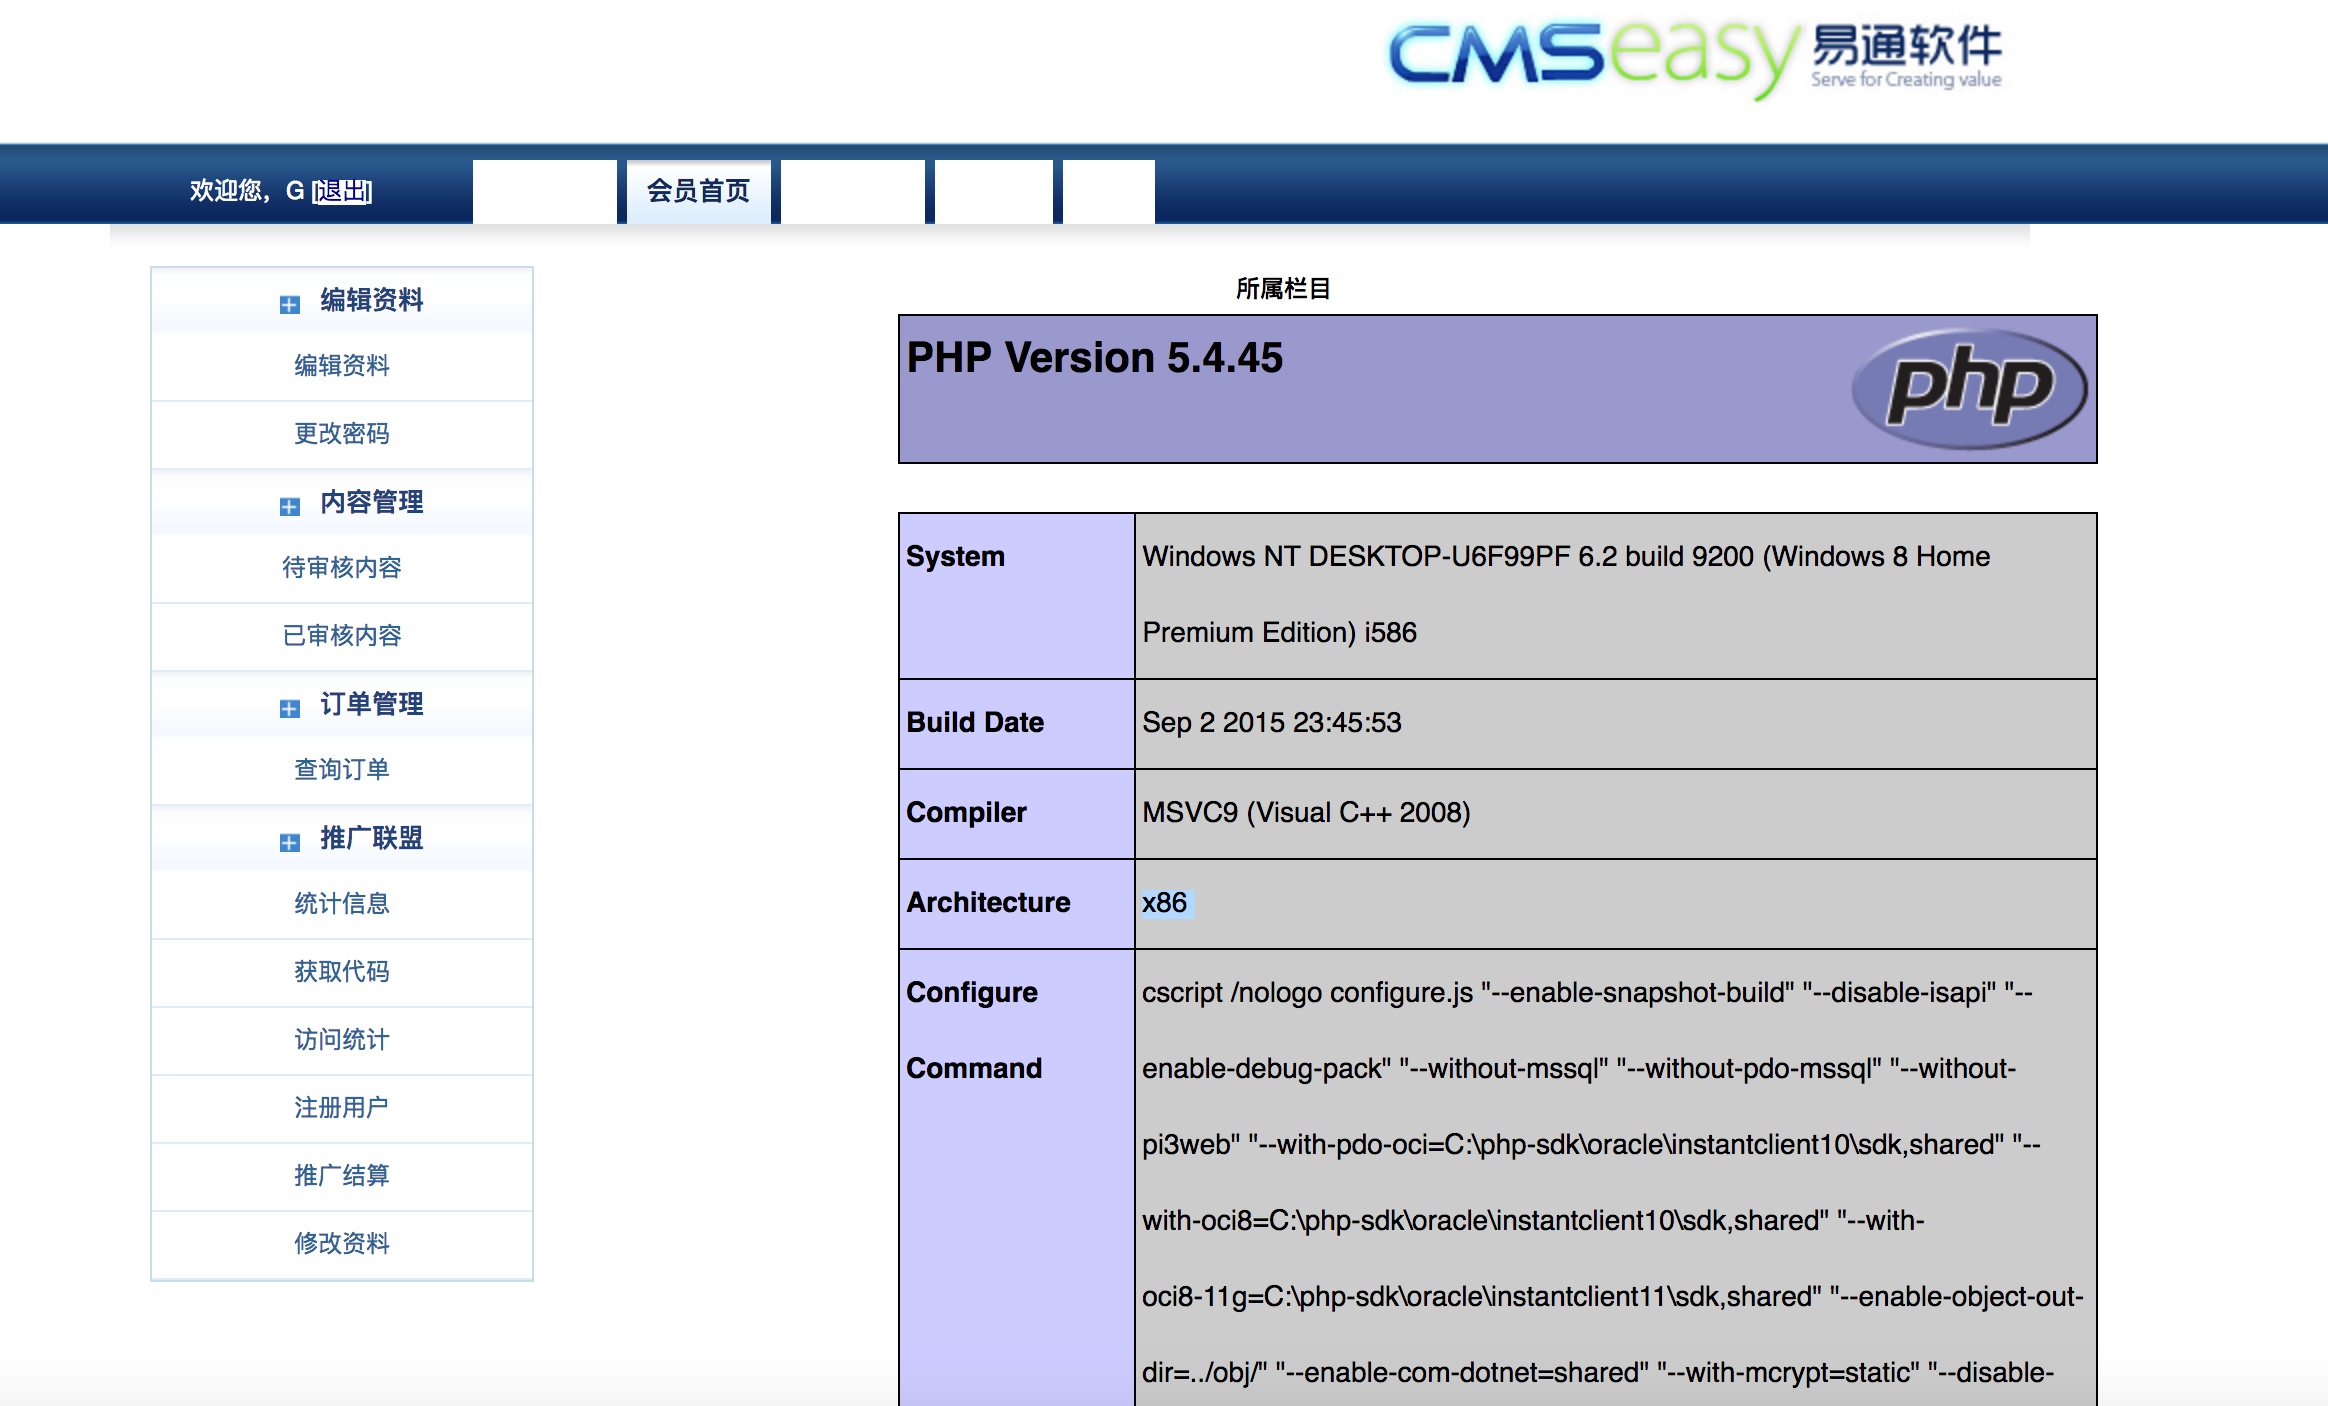 CMSeasy 易通软件
Serve for Creating value
欢迎您，G [退出]
会员首页
编辑资料
编辑资料
更改密码
内容管理
待审核内容
已审核内容
订单管理
查询订单
推广联盟
统计信息
获取代码
访问统计
注册用户
推广结算
修改资料
所属栏目
PHP Version 5.4.45
php
System
Windows NT DESKTOP-U6F99PF 6.2 build 9200 (Windows 8 Home
Premium Edition) i586
Build Date
Sep 2 2015 23:45:53
Compiler
MSVC9 (Visual C++ 2008)
Architecture
x86
Configure
Command
cscript /nologo configure.js "--enable-snapshot-build" "--disable-isapi" "--
enable-debug-pack" "--without-mssql" "--without-pdo-mssql" "--without-
pi3web" "--with-pdo-oci=C:\php-sdk\oracle\instantclient10\sdk,shared" "--
with-oci8=C:\php-sdk\oracle\instantclient10\sdk,shared" "--with-
oci8-11g=C:\php-sdk\oracle\instantclient11\sdk,shared" "--enable-object-out-
dir=../obj/" "--enable-com-dotnet=shared" "--with-mcrypt=static" "--disable-